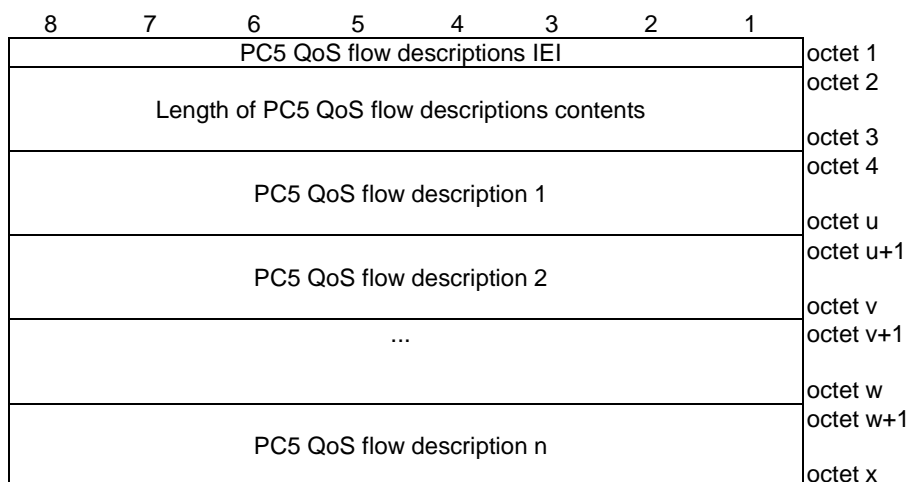 8 7 6 5 4 3 2 1
PC5 QoS flow descriptions IEI octet 1
octet 2
Length of PC5 QoS flow descriptions contents
octet 3
octet 4
PC5 QoS flow description 1
octet u
octet u+1
PC5 QoS flow description 2
octet v
... octet v+1
octet w
octet w+1
PC5 QoS flow description n
octet x